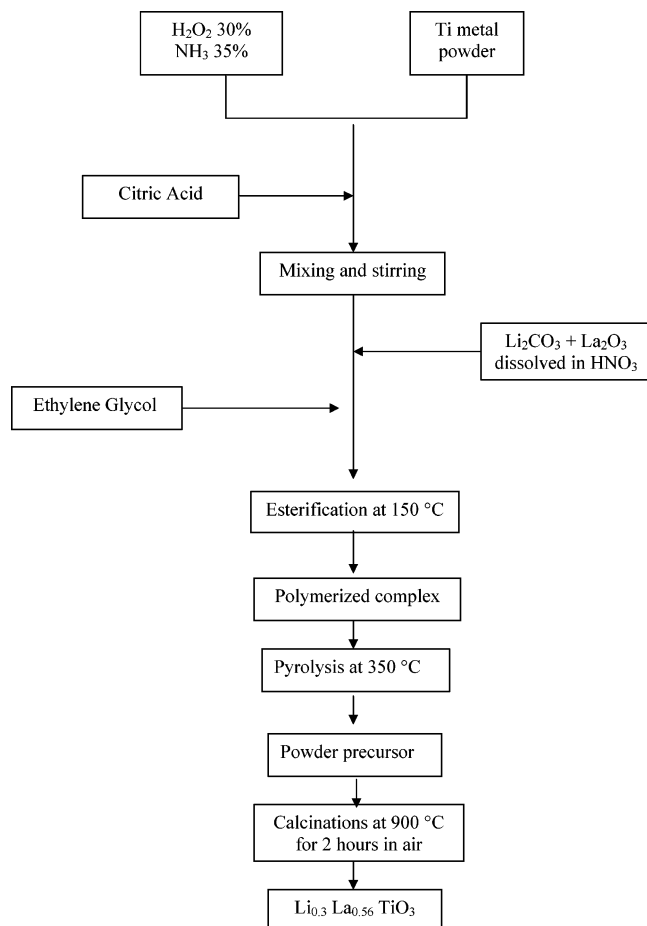 H₂O₂ 30%
NH₃ 35%
Ti metal
powder
Citric Acid
Mixing and stirring
Li₂CO₃ + La₂O₃
dissolved in HNO₃
Ethylene Glycol
Esterification at 150 °C
Polymerized complex
Pyrolysis at 350 °C
Powder precursor
Calcinations at 900 °C
for 2 hours in air
Li₀.₃ La₀.₅₆ TiO₃